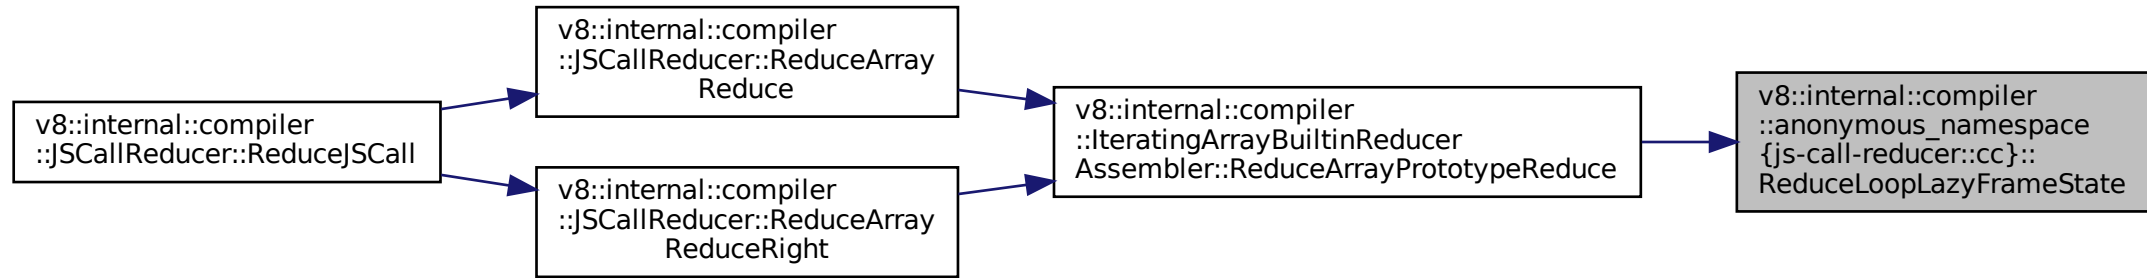 v8::internal::compiler
::JSCallReducer::ReduceJSCall
v8::internal::compiler
::JSCallReducer::ReduceArray
Reduce
v8::internal::compiler
::JSCallReducer::ReduceArray
ReduceRight
v8::internal::compiler
::IteratingArrayBuiltinReducer
Assembler::ReduceArrayPrototypeReduce
v8::internal::compiler
::anonymous_namespace
{js-call-reducer::cc}::
ReduceLoopLazyFrameState